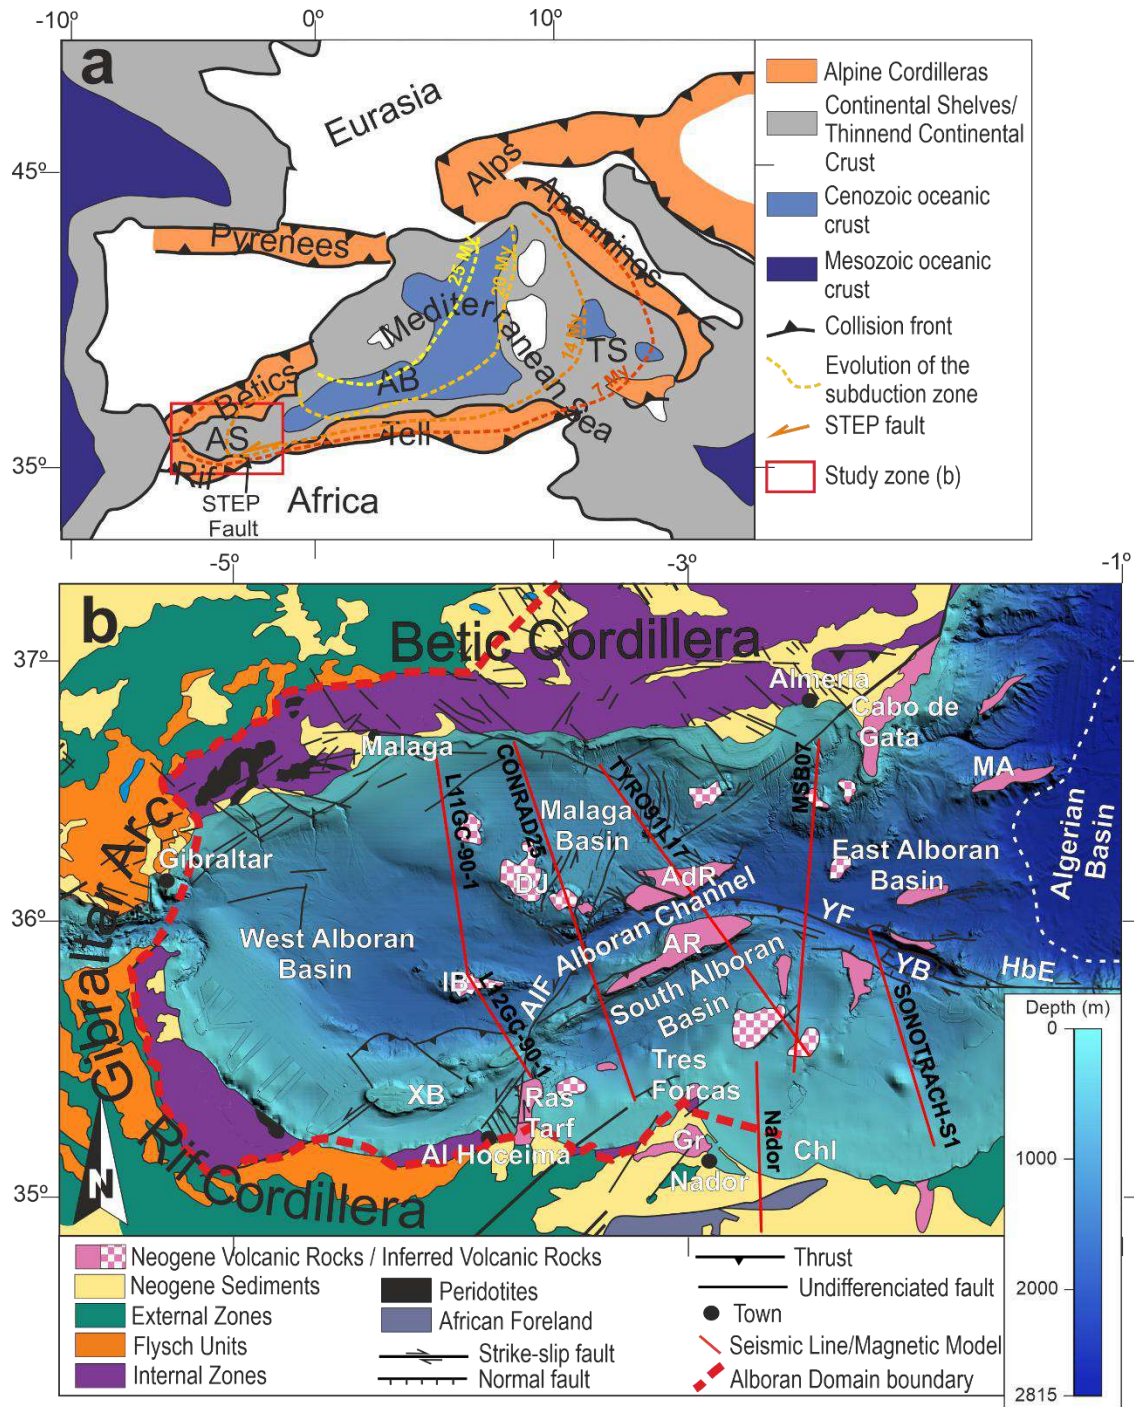 -10º
0º
10º
a
Eurasia
45º
Alps
Apennines
Pyrenees
25 My
20 My
14 My
7 My
Mediterranean sea
TS
AB
Betics
AS
Tell
35º
Rif
STEP
Fault
Africa
Alpine Cordilleras
Continental Shelves/
Thinnend Continental
Crust
Cenozoic oceanic
crust
Mesozoic oceanic
crust
Collision front
Evolution of the
subduction zone
STEP fault
Study zone (b)
-5º
-3º
-1º
b
37º
Betic Cordillera
Almeria
Cabo de
Gata
Malaga
MA
L11GC-90-1
CONRAD25
TYRO91L17
MSB07
Malaga
Basin
Algerian
Basin
Gibraltar Arc
Gibraltar
DJ
AdR
East Alboran
Basin
36º
West Alboran
Basin
Alboran Channel
AR
YF
YB
HbE
IB
AIF
South Alboran
Basin
L12GC-90-1
SONOTRACH-S1
XB
Ras
Tarf
Tres
Forcas
Nador
Chl
Al Hoceima
Gr
Nador
Rif Cordillera
35º
N
Depth (m)
0
1000
2000
2815
Neogene Volcanic Rocks / Inferred Volcanic Rocks
Neogene Sediments
External Zones
Flysch Units
Internal Zones
Peridotites
African Foreland
Strike-slip fault
Normal fault
Thrust
Undifferenciated fault
Town
Seismic Line/Magnetic Model
Alboran Domain boundary